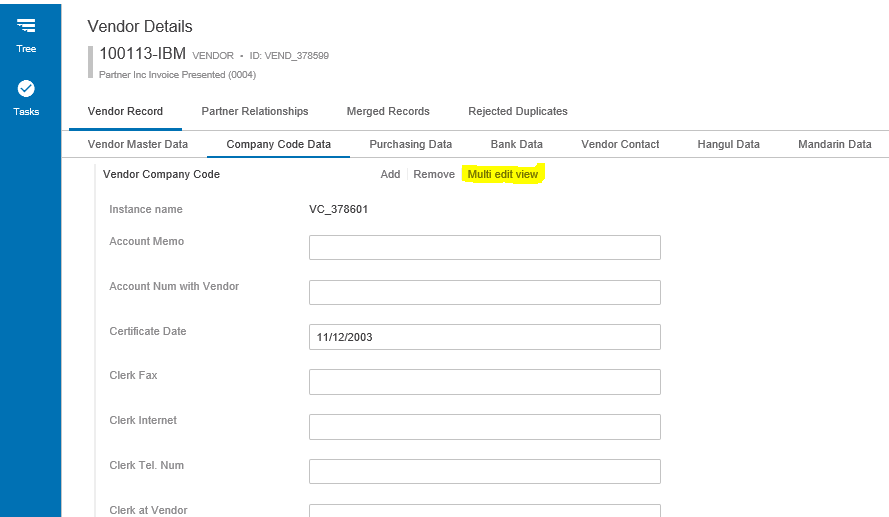 Tree
Tasks
Vendor Details
100113-IBM VENDOR • ID: VEND_378599
Partner Inc Invoice Presented (0004)
Vendor Record Partner Relationships Merged Records Rejected Duplicates
Vendor Master Data Company Code Data Purchasing Data Bank Data Vendor Contact Hangul Data Mandarin Data
Vendor Company Code Add Remove Multi edit view
Instance name VC_378601
Account Memo
Account Num with Vendor
Certificate Date 11/12/2003
Clerk Fax
Clerk Internet
Clerk Tel. Num
Clerk at Vendor